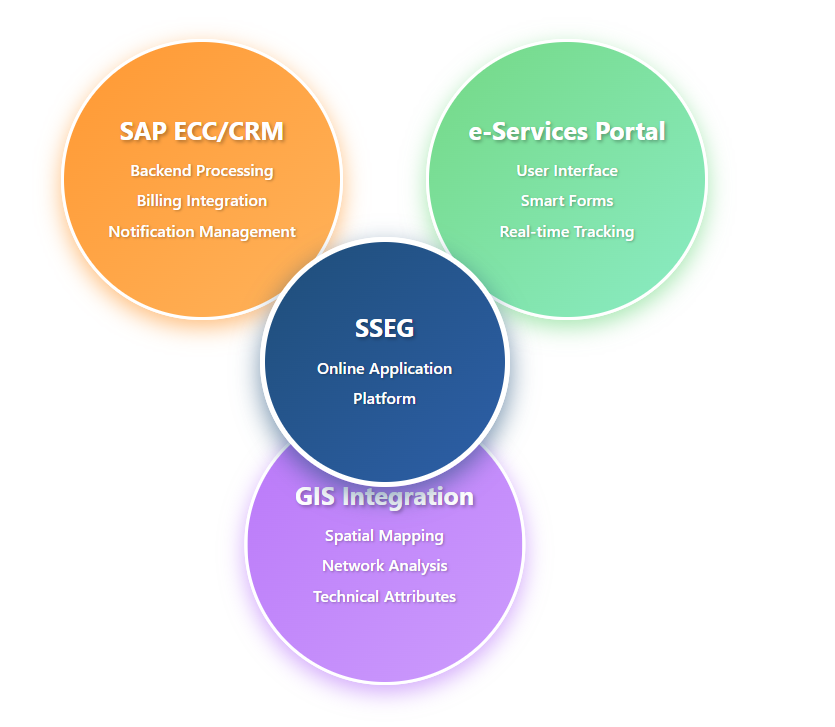 SAP ECC/CRM
Backend Processing
Billing Integration
Notification Management
e-Services Portal
User Interface
Smart Forms
Real-time Tracking
SSEG
Online Application
Platform
GIS Integration
Spatial Mapping
Network Analysis
Technical Attributes